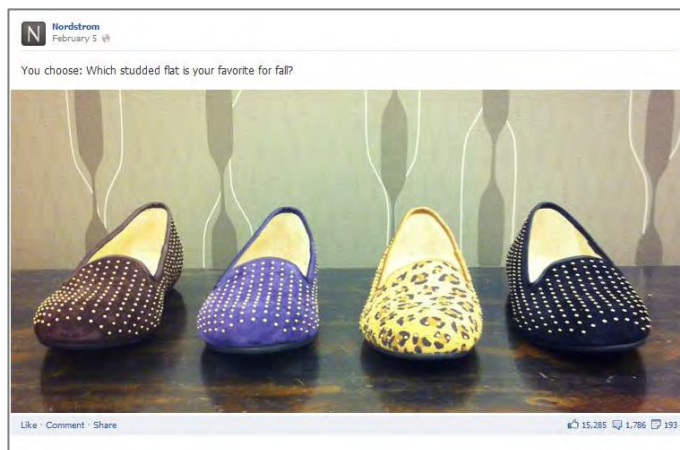 N
Nordstrom
February 5
You choose: Which studded flat is your favorite for fall?
Like · Comment · Share 15,285 1,786 193